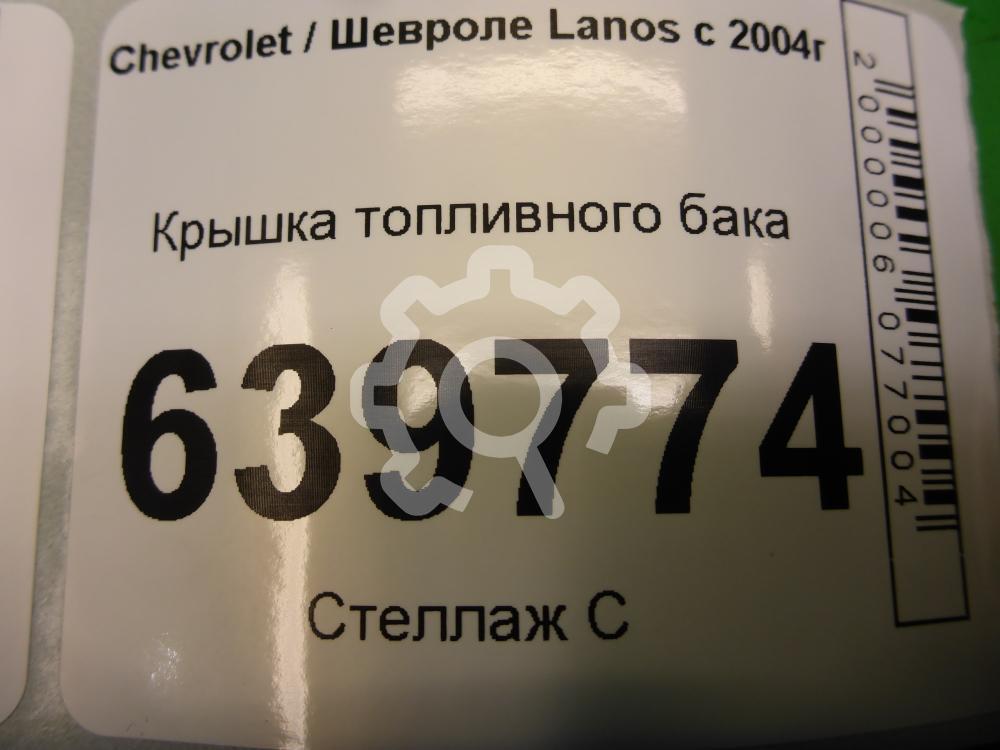 Chevrolet / Шевроле Lanos с 2004г
Крышка топливного бака
639774
Стеллаж С
2000006077004